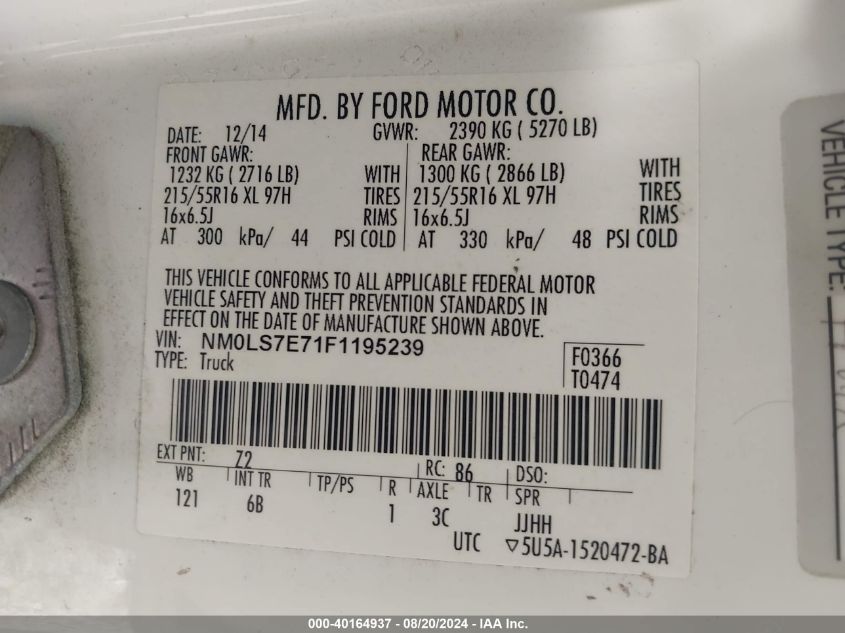 MFD. BY FORD MOTOR CO.
DATE: 12/14 GVWR: 2390 KG ( 5270 LB)
FRONT GAWR: REAR GAWR:
1232 KG ( 2716 LB) WITH 1300 KG ( 2866 LB) WITH
215/55R16 XL 97H TIRES 215/55R16 XL 97H TIRES
16x6.5J RIMS 16x6.5J RIMS
AT 300 kPa/ 44 PSI COLD AT 330 kPa/ 48 PSI COLD
THIS VEHICLE CONFORMS TO ALL APPLICABLE FEDERAL MOTOR
VEHICLE SAFETY AND THEFT PREVENTION STANDARDS IN
EFFECT ON THE DATE OF MANUFACTURE SHOWN ABOVE.
VIN: NM0LS7E71F1195239
TYPE: Truck
F0366
T0474
EXT PNT: Z2 RC: 86 DSO:
WB INT TR TP/PS R AXLE TR SPR
121 6B 1 3C JJHH
UTC ▽5U5A-1520472-BA
VEHICLE TYPE:
000-40164937 - 08/20/2024 - IAA Inc.